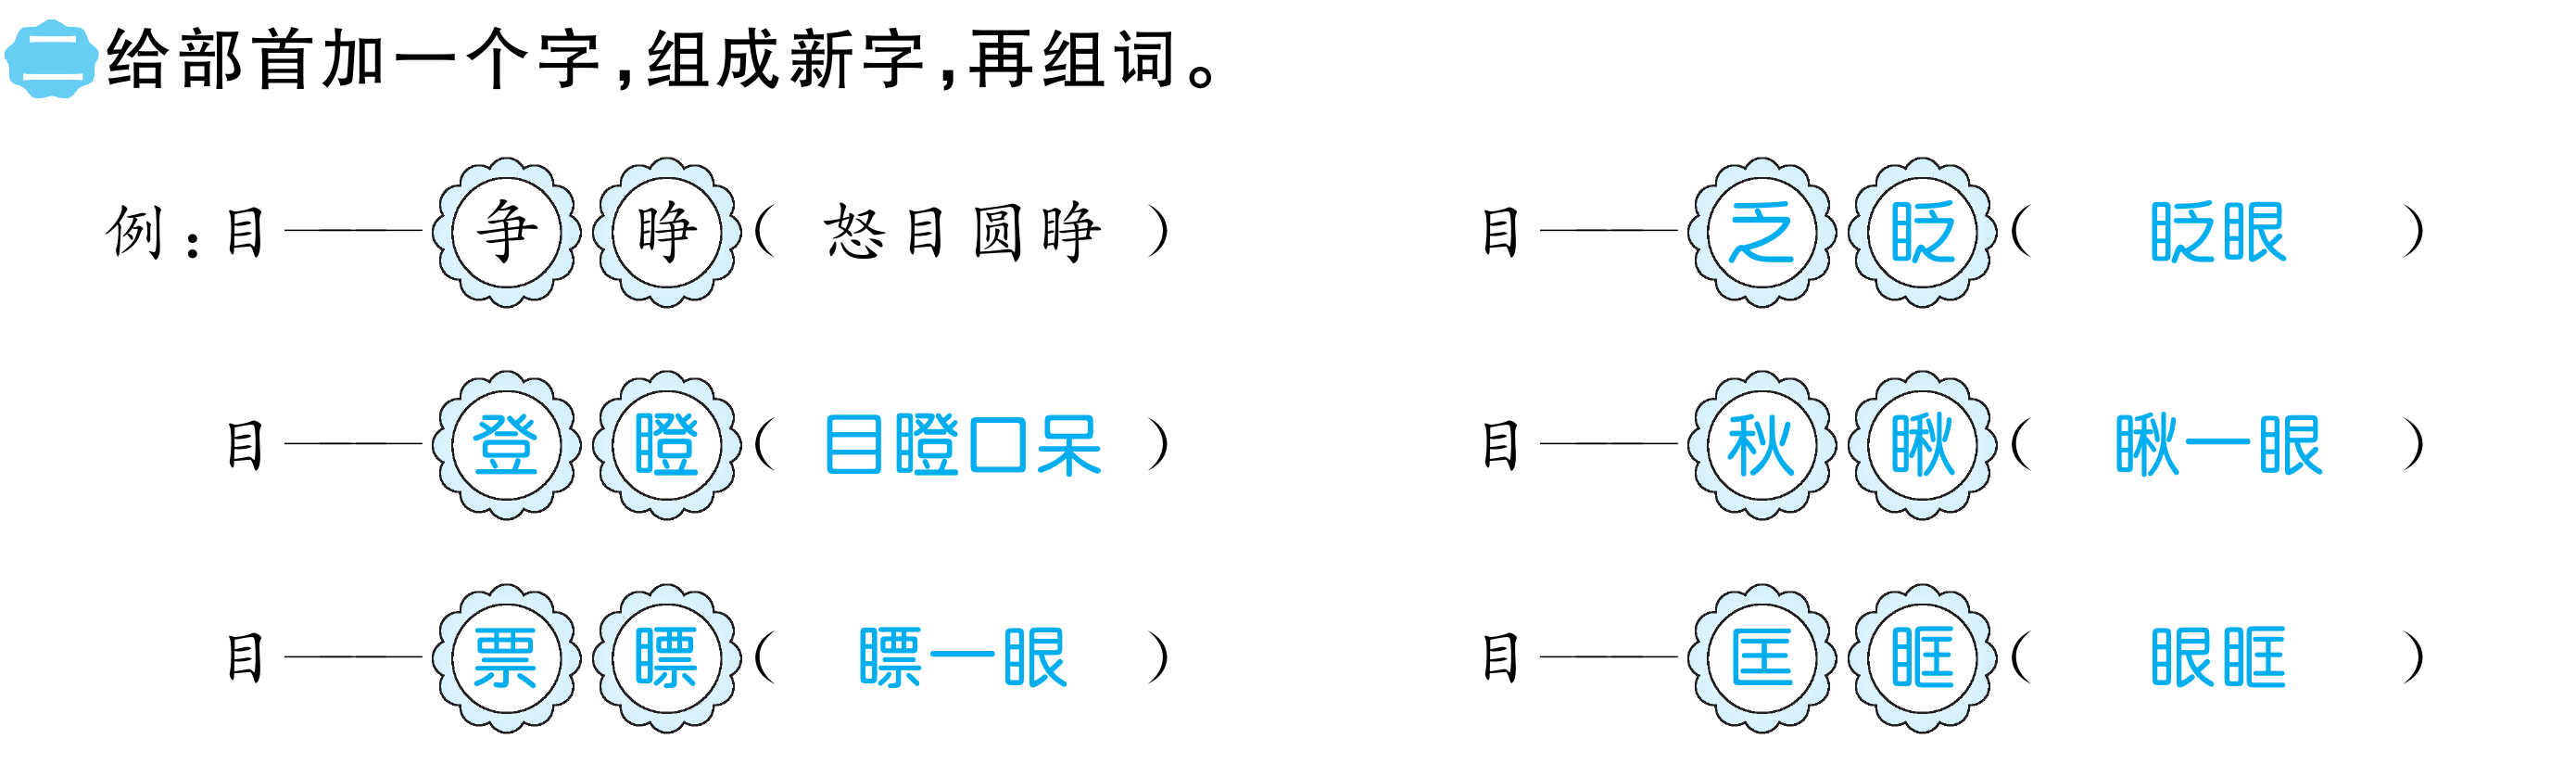 二 给部首加一个字,组成新字,再组词。
例:目——争 睁(怒目圆睁) 目——乏 眨(眨眼)
目——登 瞪(目瞪口呆) 目——秋 瞅(瞅一眼)
目——票 瞟(瞟一眼) 目——匡 眶(眼眶)